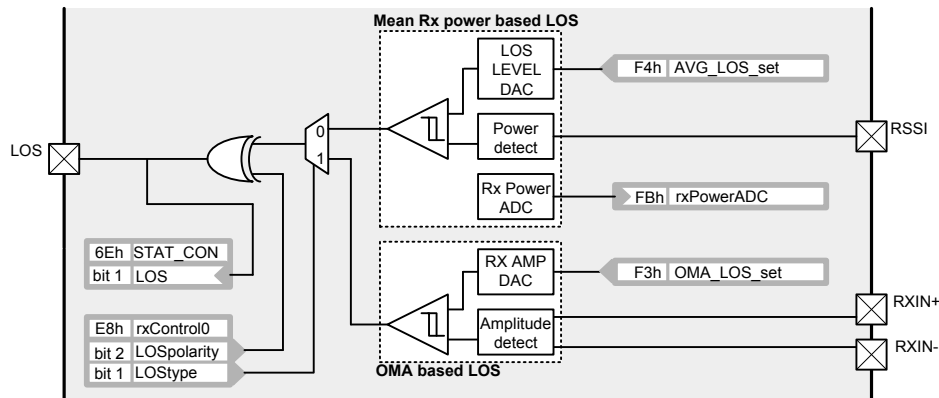 Mean Rx power based LOS
LOS
LEVEL
DAC
F4h AVG_LOS_set
0
1
Power
detect
RSSI
LOS
Rx Power
ADC
FBh rxPowerADC
6Eh STAT_CON
bit 1 LOS
RX AMP
DAC
F3h OMA_LOS_set
E8h rxControl0
bit 2 LOSpolarity
bit 1 LOStype
Amplitude
detect
RXIN+
RXIN-
OMA based LOS